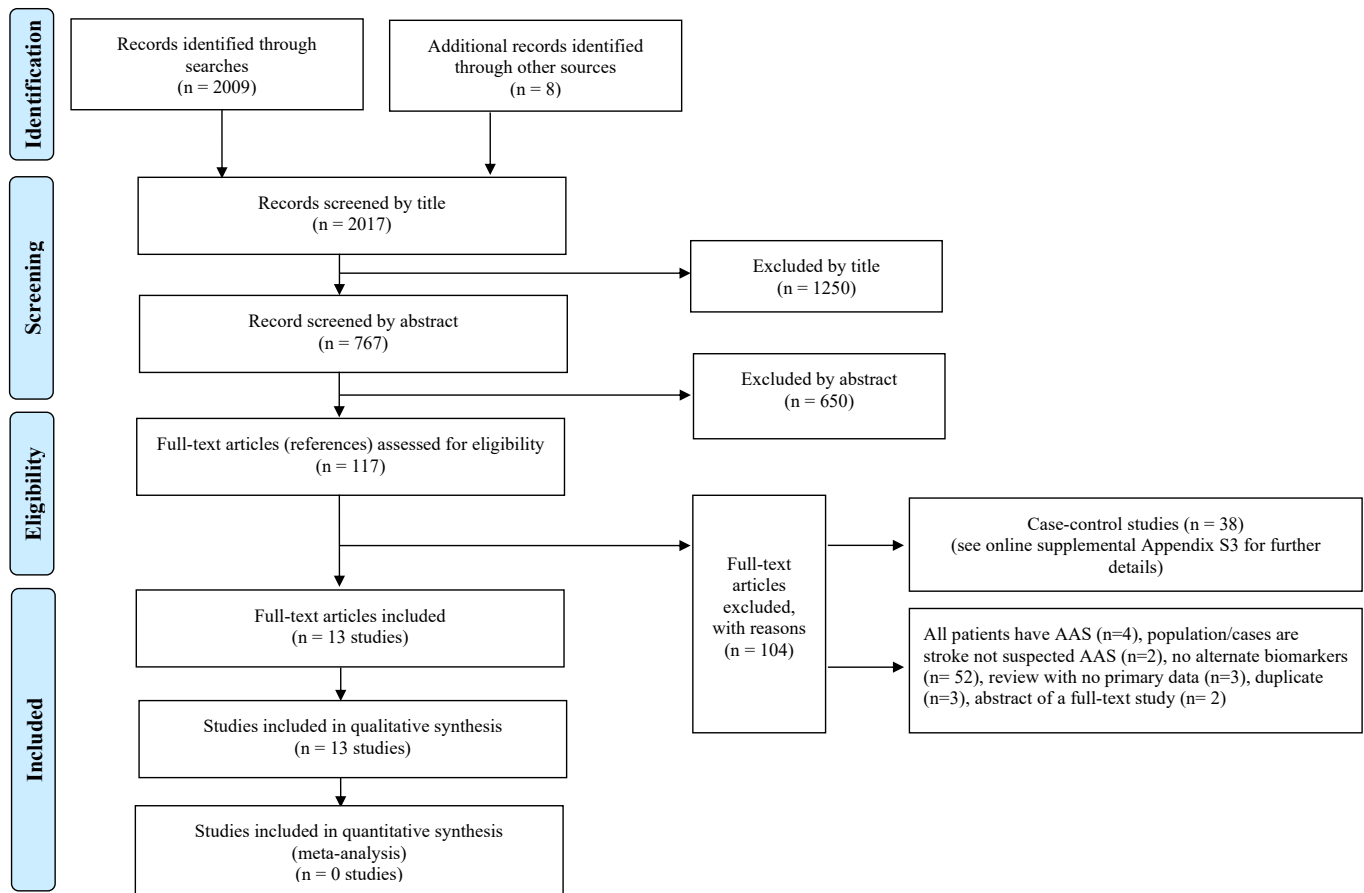 Identification
Records identified through
searches
(n = 2009)
Additional records identified
through other sources
(n = 8)
Screening
Records screened by title
(n = 2017)
Excluded by title
(n = 1250)
Record screened by abstract
(n = 767)
Excluded by abstract
(n = 650)
Eligibility
Full-text articles (references) assessed for eligibility
(n = 117)
Full-text
articles
excluded,
with reasons
(n = 104)
Case-control studies (n = 38)
(see online supplemental Appendix S3 for further
details)
All patients have AAS (n=4), population/cases are
stroke not suspected AAS (n=2), no alternate biomarkers
(n= 52), review with no primary data (n=3), duplicate
(n=3), abstract of a full-text study (n= 2)
Included
Full-text articles included
n = 13 studies)
Studies included in qualitative synthesis
(n = 13 studies)
Studies included in quantitative synthesis
(meta-analysis)
n = 0 studies)